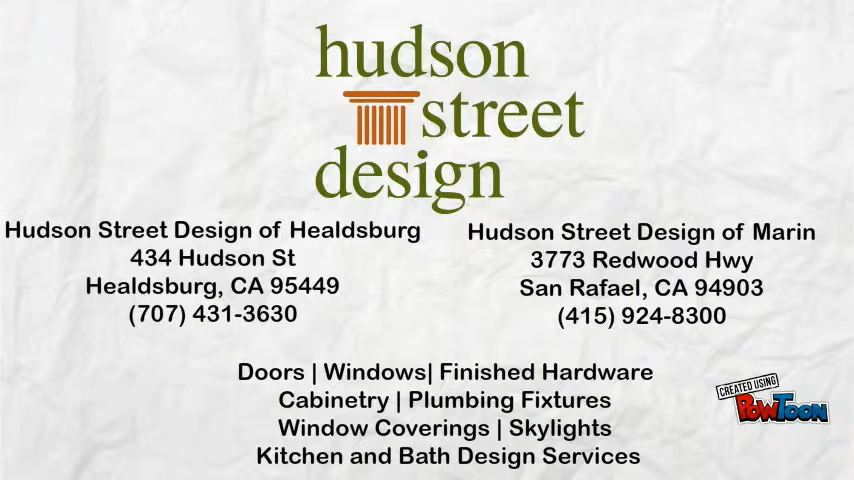 hudson
street
design
Hudson Street Design of Healdsburg
434 Hudson St
Healdsburg, CA 95449
(707) 431-3630
Hudson Street Design of Marin
3773 Redwood Hwy
San Rafael, CA 94903
(415) 924-8300
Doors | Windows| Finished Hardware
Cabinetry | Plumbing Fixtures
Window Coverings | Skylights
Kitchen and Bath Design Services
CREATED USING
POWTOON